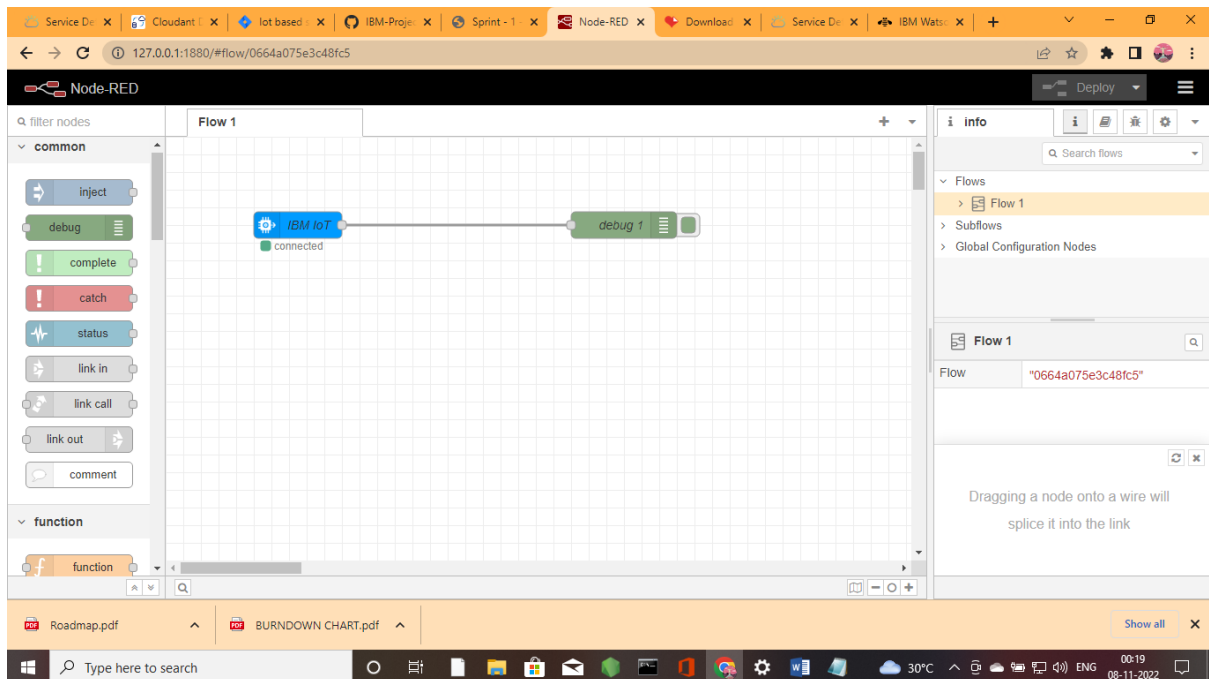 Service De
Cloudant D
Iot based s
IBM-Projec
Sprint - 1 -
Node-RED
Download
Service De
IBM Watso
127.0.0.1:1880/#flow/0664a075e3c48fc5
Node-RED
Deploy
filter nodes
Flow 1
i info
i
common
Search flows
inject
Flows
Flow 1
IBM IoT
debug 1
debug
Subflows
connected
Global Configuration Nodes
complete
catch
status
Flow 1
link in
Flow
"0664a075e3c48fc5"
link call
link out
comment
Dragging a node onto a wire will
splice it into the link
function
function
Roadmap.pdf
BURNDOWN CHART.pdf
Show all
Type here to search
30°C
ENG
00:19
08-11-2022